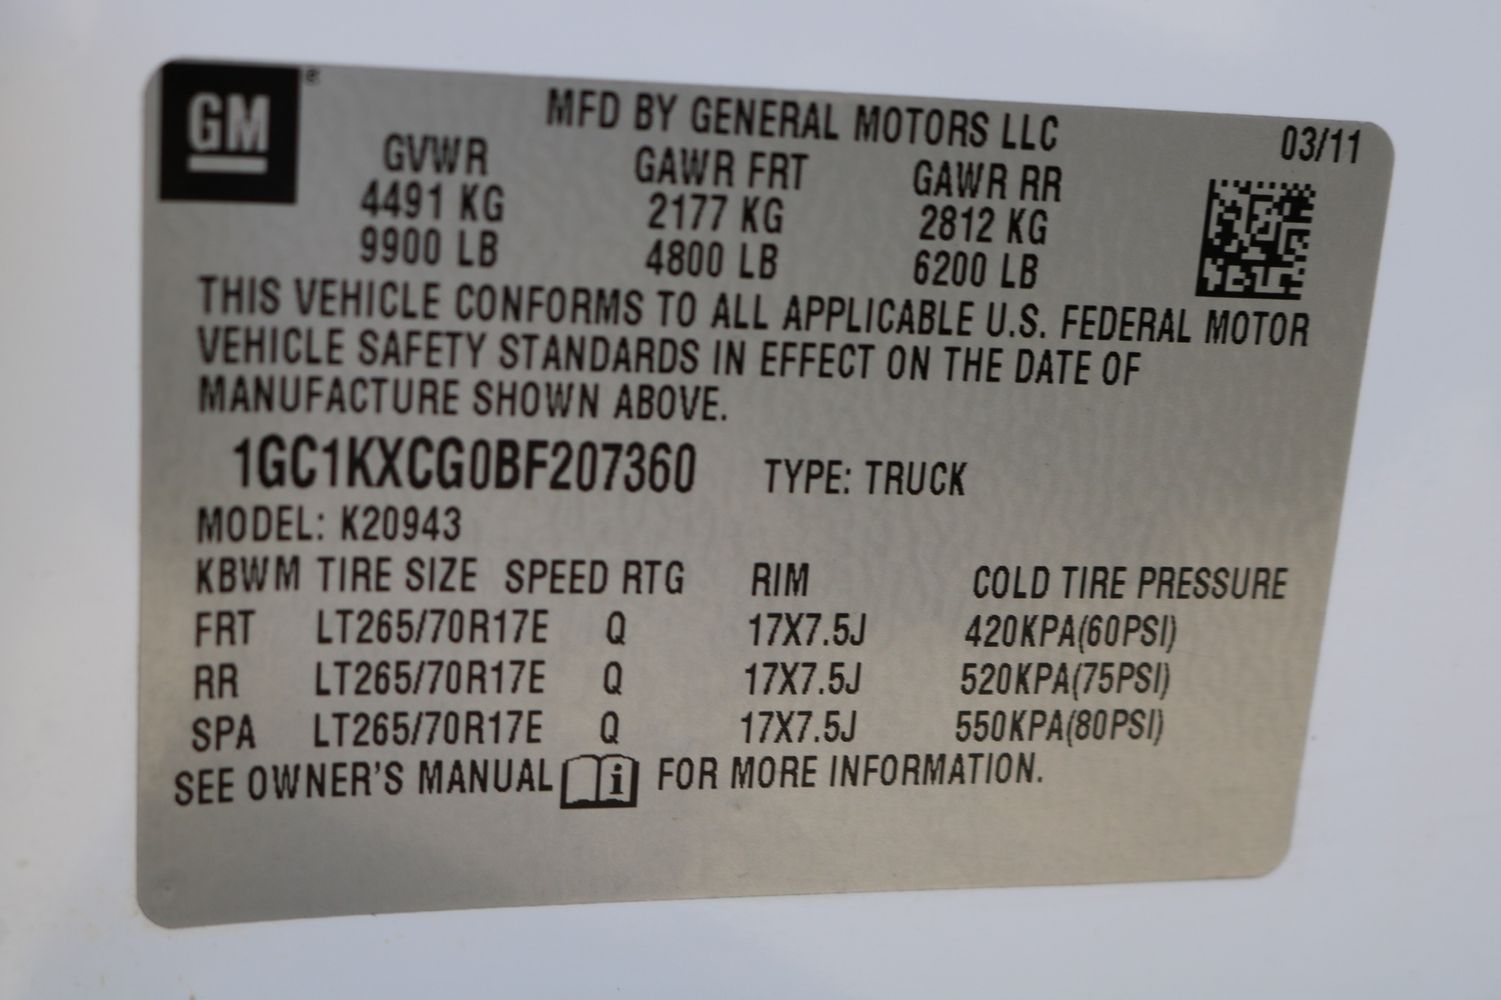 GM ®
MFD BY GENERAL MOTORS LLC
03/11
GVWR GAWR FRT GAWR RR
4491 KG 2177 KG 2812 KG
9900 LB 4800 LB 6200 LB
THIS VEHICLE CONFORMS TO ALL APPLICABLE U.S. FEDERAL MOTOR
VEHICLE SAFETY STANDARDS IN EFFECT ON THE DATE OF
MANUFACTURE SHOWN ABOVE.
1GC1KXCG0BF207360 TYPE: TRUCK
MODEL: K20943
KBWM TIRE SIZE SPEED RTG RIM COLD TIRE PRESSURE
FRT LT265/70R17E Q 17X7.5J 420KPA(60PSI)
RR LT265/70R17E Q 17X7.5J 520KPA(75PSI)
SPA LT265/70R17E Q 17X7.5J 550KPA(80PSI)
SEE OWNER'S MANUAL i FOR MORE INFORMATION.